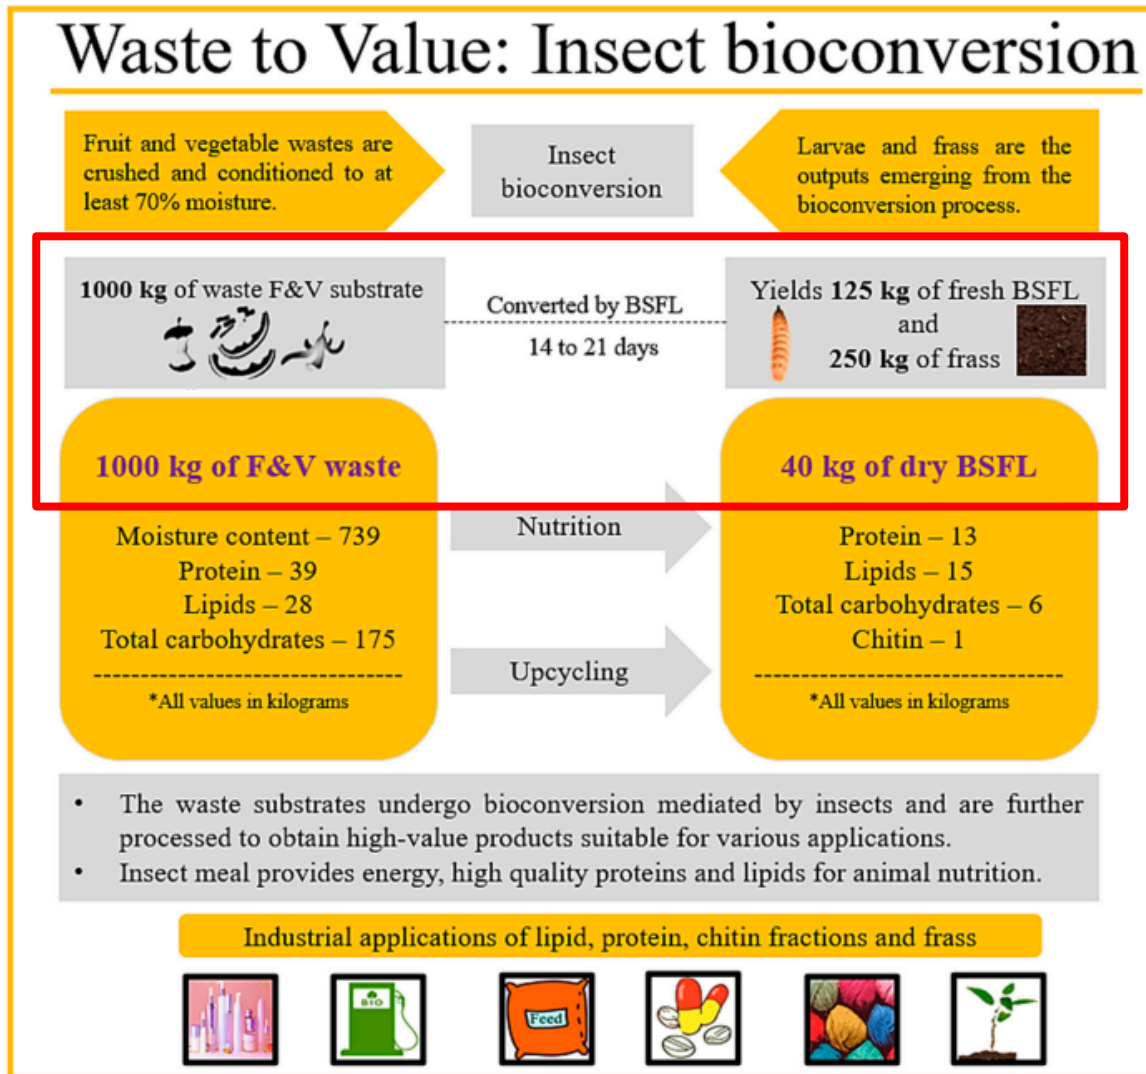 Waste to Value: Insect bioconversion
Fruit and vegetable wastes are
crushed and conditioned to at
least 70% moisture.
Insect
bioconversion
Larvae and frass are the
outputs emerging from the
bioconversion process.
1000 kg of waste F&V substrate
Converted by BSFL
14 to 21 days
Yields 125 kg of fresh BSFL
and
250 kg of frass
1000 kg of F&V waste
Moisture content – 739
Protein – 39
Lipids – 28
Total carbohydrates – 175
----------------------------------
*All values in kilograms
Nutrition
Upcycling
40 kg of dry BSFL
Protein – 13
Lipids – 15
Total carbohydrates – 6
Chitin – 1
----------------------------------
*All values in kilograms
• The waste substrates undergo bioconversion mediated by insects and are further
processed to obtain high-value products suitable for various applications.
• Insect meal provides energy, high quality proteins and lipids for animal nutrition.
Industrial applications of lipid, protein, chitin fractions and frass
BIO
Feed